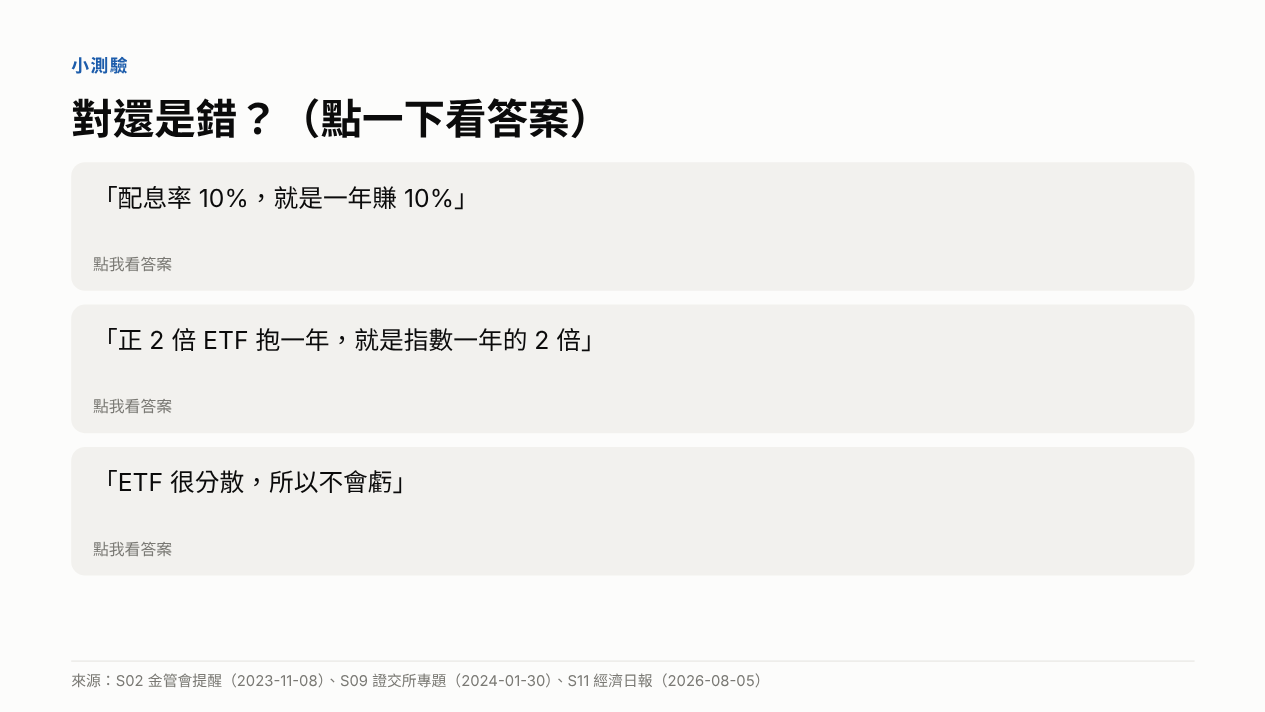 小測驗
對還是錯？（點一下看答案）
「配息率 10%，就是一年賺 10%」
點我看答案
「正 2 倍 ETF 抱一年，就是指數一年的 2 倍」
點我看答案
「ETF 很分散，所以不會虧」
點我看答案
來源：S02 金管會提醒（2023-11-08）、S09 證交所專題（2024-01-30）、S11 經濟日報（2026-08-05）